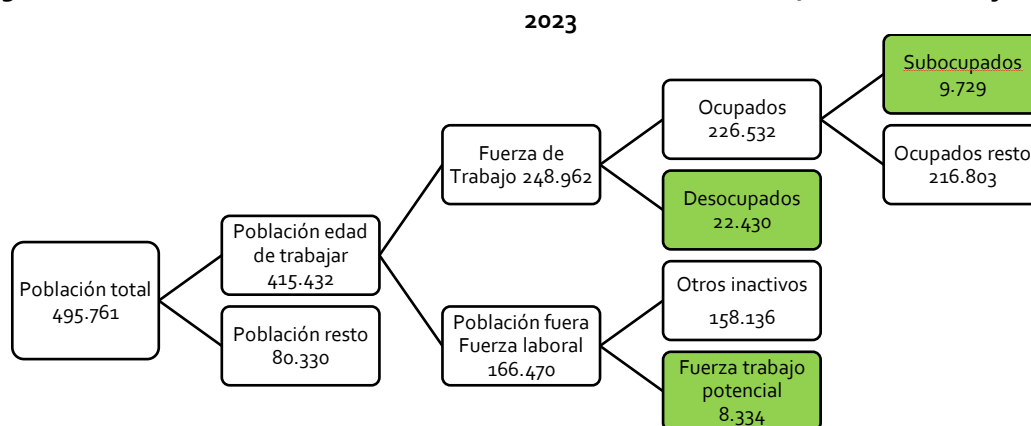 2023
Subocupados
9.729
Ocupados
226.532
Ocupados resto
216.803
Fuerza de
Trabajo 248.962
Desocupados
22.430
Población edad
de trabajar
415.432
Población total
495.761
Otros inactivos
158.136
Población resto
80.330
Población fuera
Fuerza laboral
166.470
Fuerza trabajo
potencial
8.334